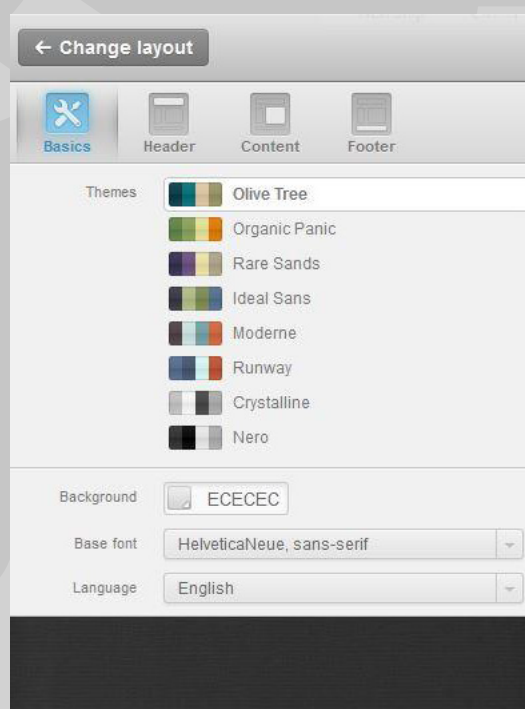 ← Change layout
Basics Header Content Footer
Themes Olive Tree
Organic Panic
Rare Sands
Ideal Sans
Moderne
Runway
Crystalline
Nero
Background ECECEC
Base font HelveticaNeue, sans-serif
Language English